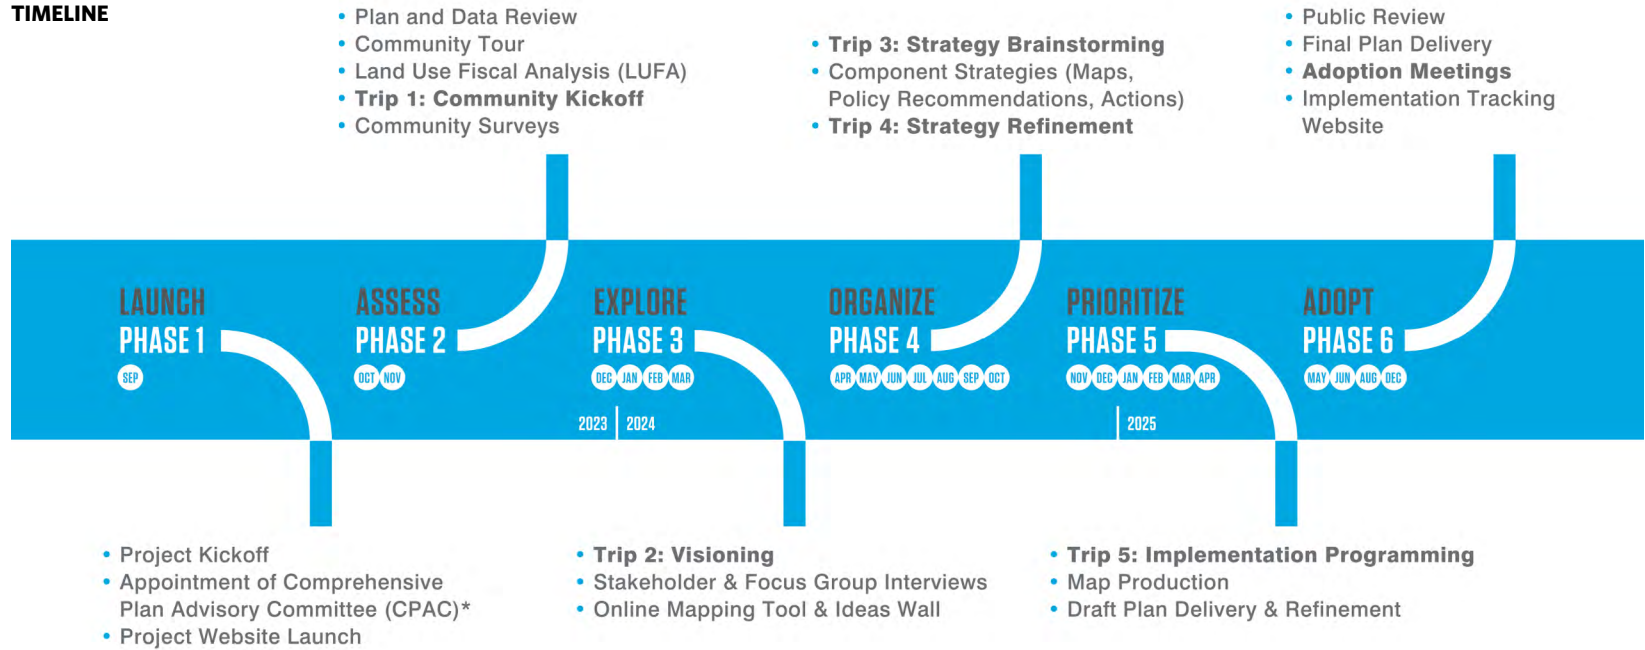 TIMELINE
• Plan and Data Review
• Community Tour
• Land Use Fiscal Analysis (LUFA)
• Trip 1: Community Kickoff
• Community Surveys
• Trip 3: Strategy Brainstorming
• Component Strategies (Maps,
Policy Recommendations, Actions)
• Trip 4: Strategy Refinement
• Public Review
• Final Plan Delivery
• Adoption Meetings
• Implementation Tracking
Website
LAUNCH
PHASE 1
SEP
ASSESS
PHASE 2
OCT NOV
EXPLORE
PHASE 3
DEC JAN FEB MAR
2023 | 2024
ORGANIZE
PHASE 4
APR MAY JUN JUL AUG SEP OCT
PRIORITIZE
PHASE 5
NOV DEC JAN FEB MAR APR
| 2025
ADOPT
PHASE 6
MAY JUN AUG DEC
• Project Kickoff
• Appointment of Comprehensive
Plan Advisory Committee (CPAC)*
• Project Website Launch
• Trip 2: Visioning
• Stakeholder & Focus Group Interviews
• Online Mapping Tool & Ideas Wall
• Trip 5: Implementation Programming
• Map Production
• Draft Plan Delivery & Refinement